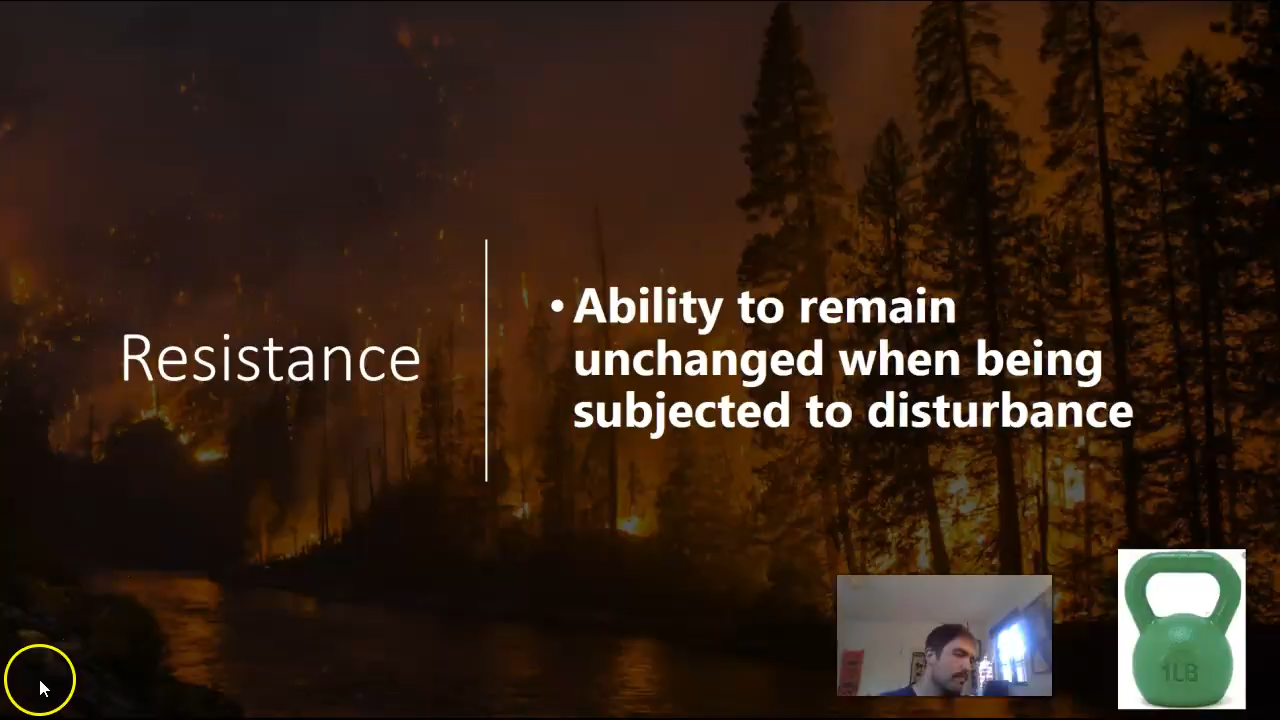 Resistance
• Ability to remain
unchanged when being
subjected to disturbance
1LB